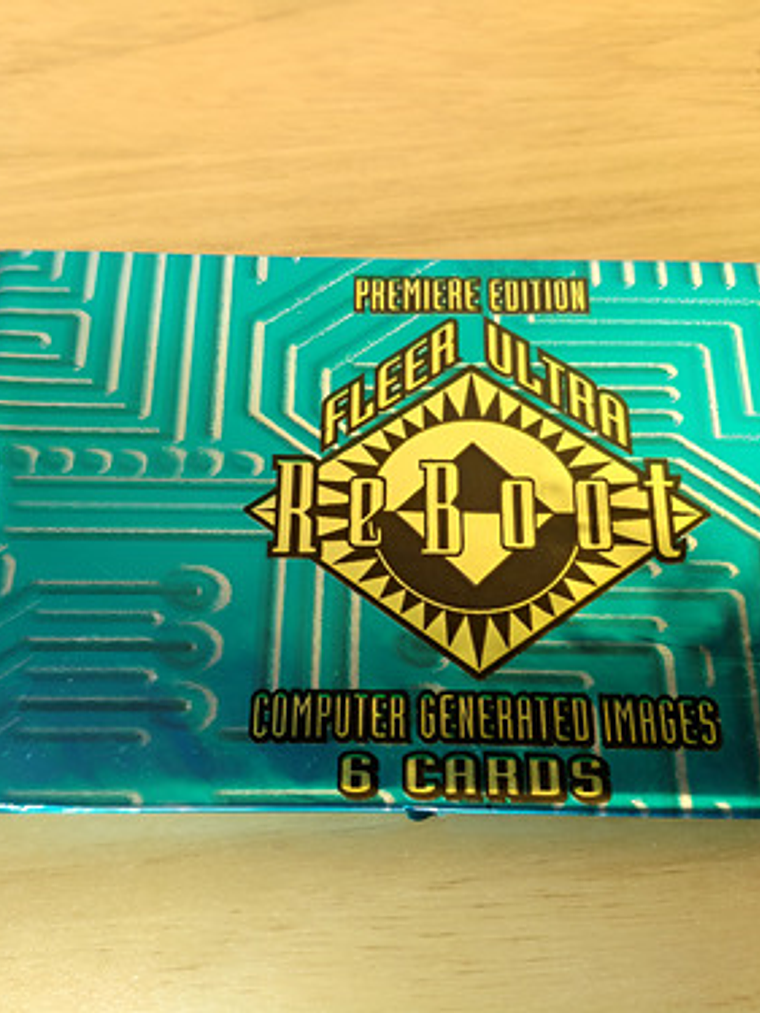 PREMIERE EDITION
FLEER ULTRA
ReBoot
COMPUTER GENERATED IMAGES
6 CARDS